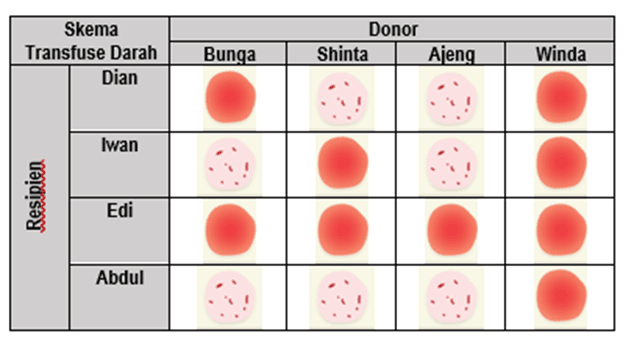 Skema
Transfuse Darah
Donor
Bunga
Shinta
Ajeng
Winda
Resipien
Dian
Iwan
Edi
Abdul